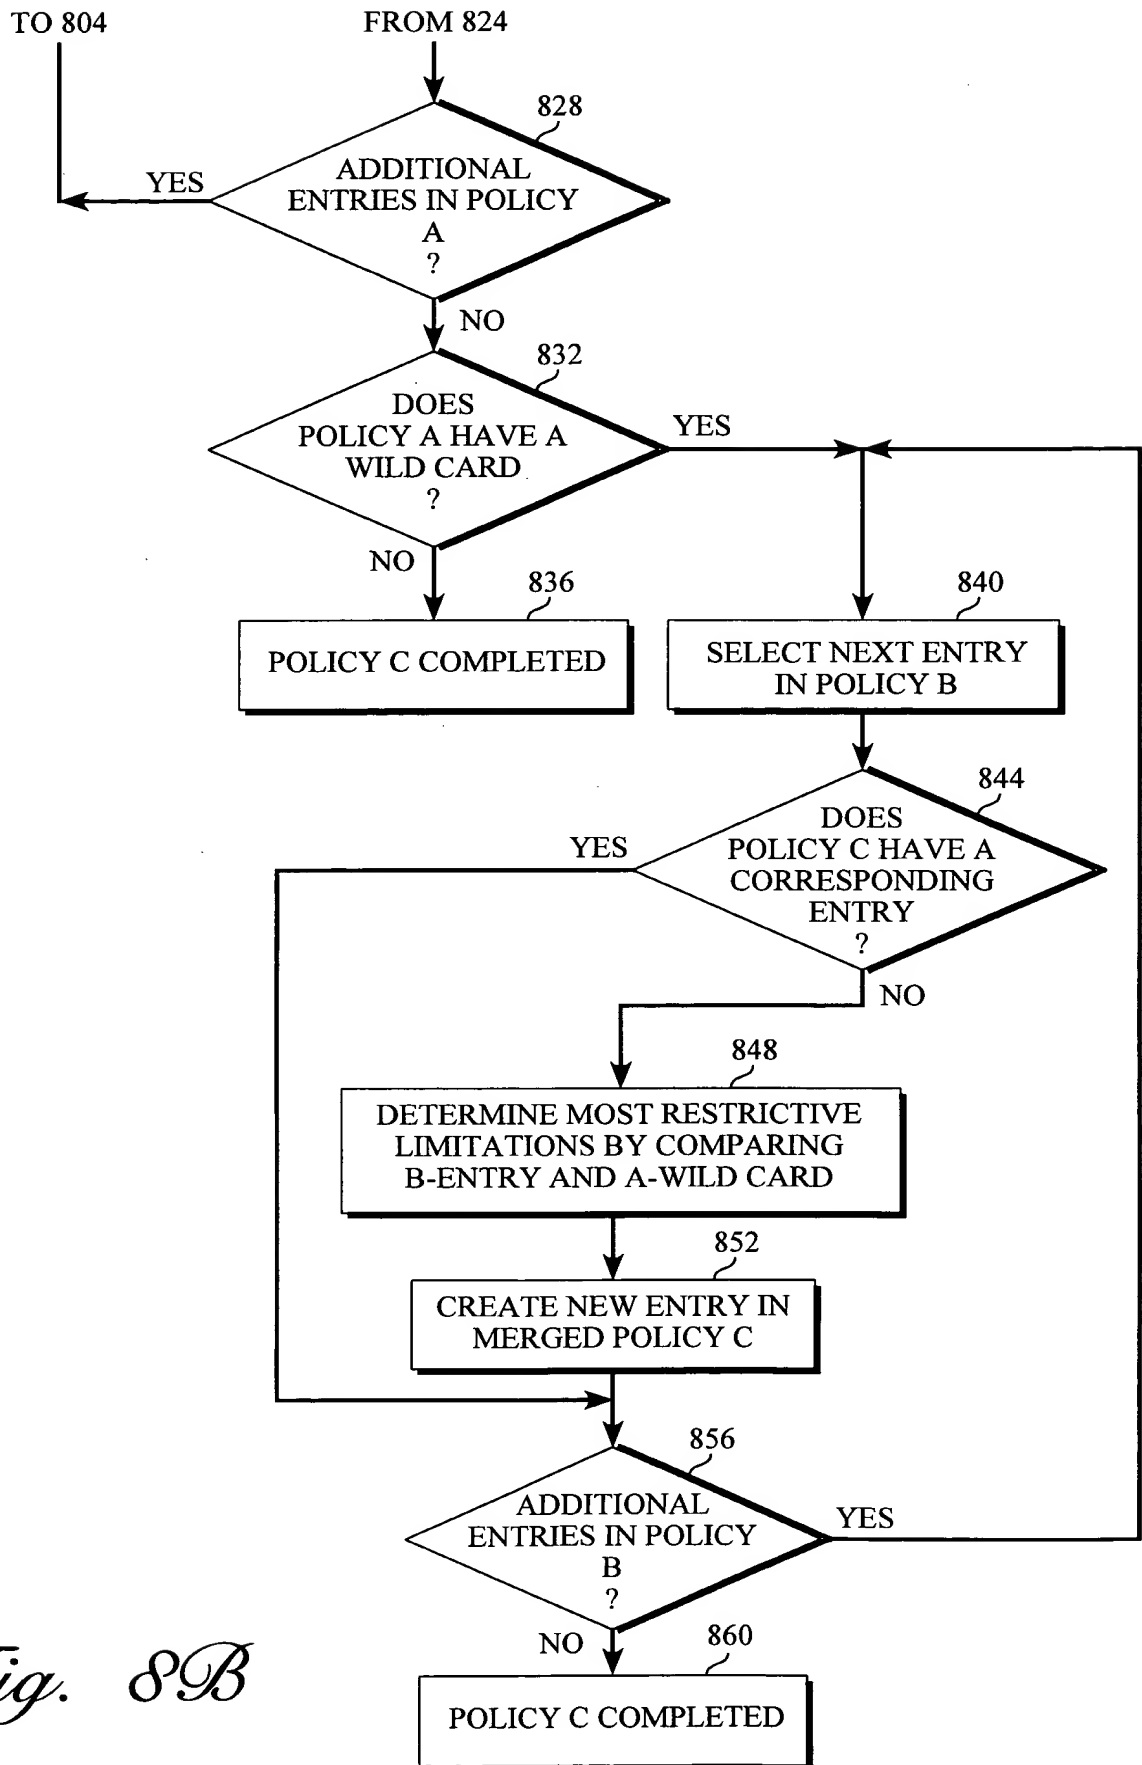 TO 804
FROM 824
828
ADDITIONAL
ENTRIES IN POLICY
A
?
YES
NO
832
DOES
POLICY A HAVE A
WILD CARD
?
YES
NO
836
POLICY C COMPLETED
840
SELECT NEXT ENTRY
IN POLICY B
844
DOES
POLICY C HAVE A
CORRESPONDING
ENTRY
?
YES
NO
848
DETERMINE MOST RESTRICTIVE
LIMITATIONS BY COMPARING
B-ENTRY AND A-WILD CARD
852
CREATE NEW ENTRY IN
MERGED POLICY C
856
ADDITIONAL
ENTRIES IN POLICY
B
?
YES
NO
860
POLICY C COMPLETED
ig. 8B